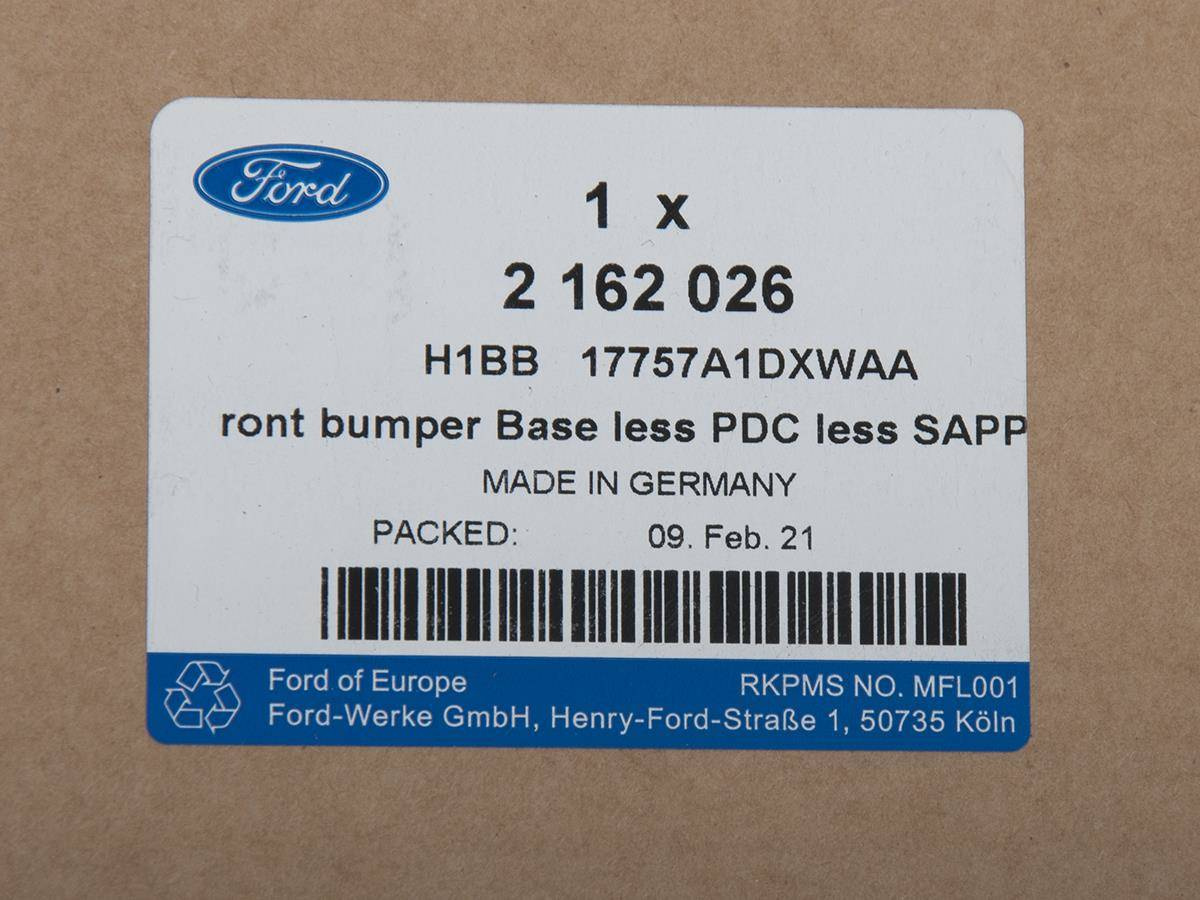 Ford
1 x
2 162 026
H1BB 17757A1DXWAA
ront bumper Base less PDC less SAPP
MADE IN GERMANY
PACKED: 09. Feb. 21
Ford of Europe RKPMS NO. MFL001
Ford-Werke GmbH, Henry-Ford-Straße 1, 50735 Köln